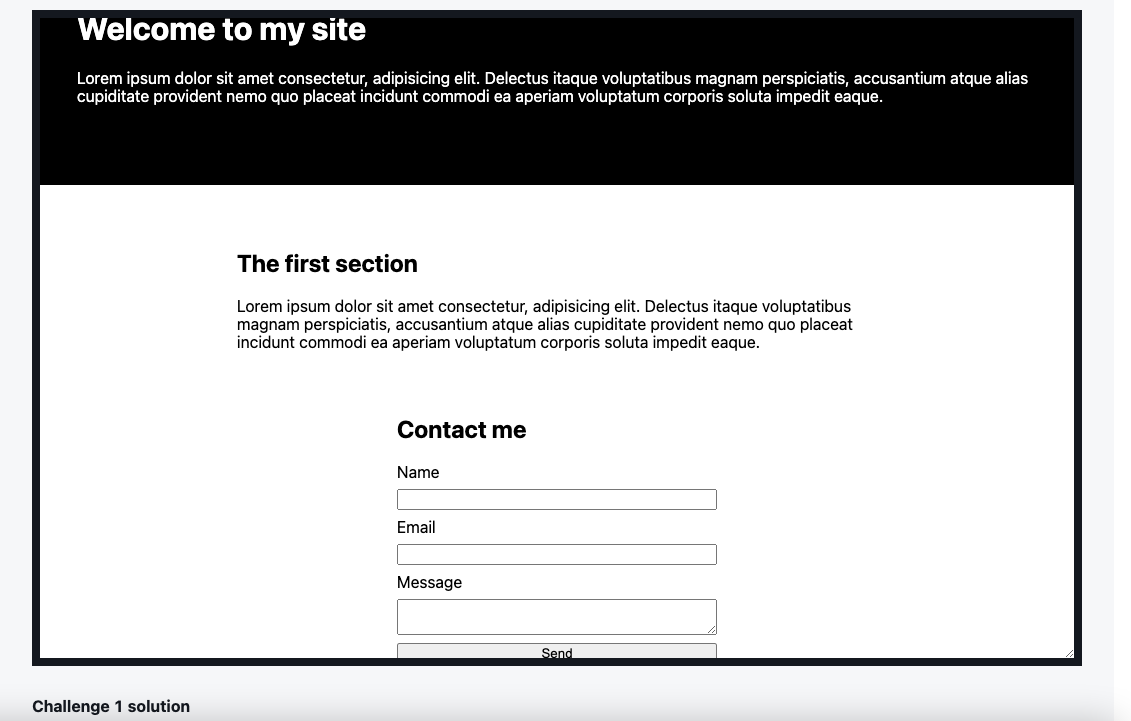 Welcome to my site
Lorem ipsum dolor sit amet consectetur, adipisicing elit. Delectus itaque voluptatibus magnam perspiciatis, accusantium atque alias
cupiditate provident nemo quo placeat incidunt commodi ea aperiam voluptatum corporis soluta impedit eaque.
The first section
Lorem ipsum dolor sit amet consectetur, adipisicing elit. Delectus itaque voluptatibus
magnam perspiciatis, accusantium atque alias cupiditate provident nemo quo placeat
incidunt commodi ea aperiam voluptatum corporis soluta impedit eaque.
Contact me
Name
Email
Message
Send
Challenge 1 solution